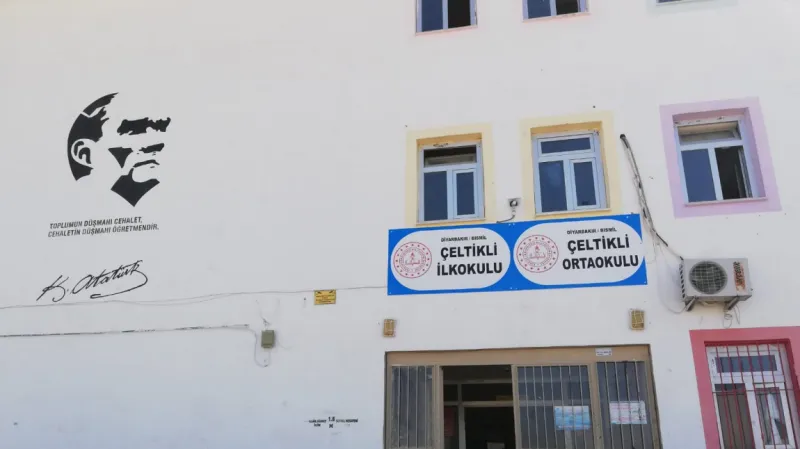 TOPLUMUN DÜŞMANI CEHALET,
CEHALETİN DÜŞMANI ÖĞRETMENDİR.
K. Atatürk
DİYARBAKIR / BİSMİL
ÇELTİKLİ
İLKOKULU
DİYARBAKIR / BİSMİL
ÇELTİKLİ
ORTAOKULU